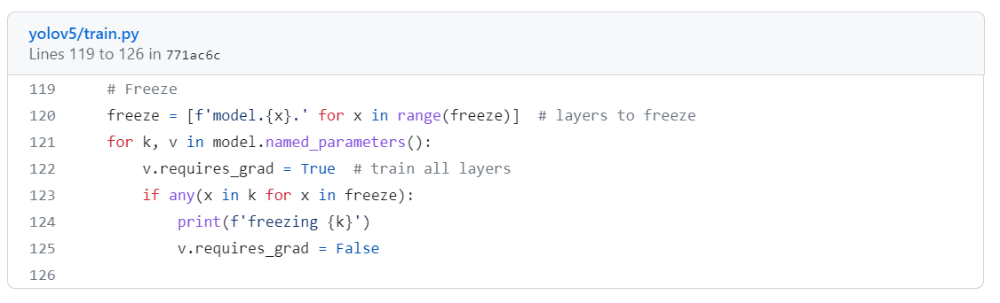 yolov5/train.py
Lines 119 to 126 in 771ac6c
119 # Freeze
120 freeze = [f'model.{x}.' for x in range(freeze)]  # layers to freeze
121 for k, v in model.named_parameters():
122 v.requires_grad = True  # train all layers
123 if any(x in k for x in freeze):
124 print(f'freezing {k}')
125 v.requires_grad = False
126